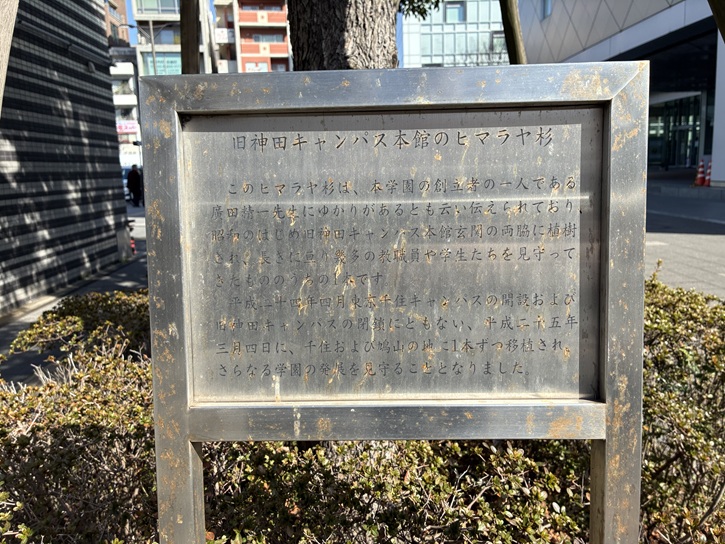 旧神田キャンパス本館のヒマラヤ杉
このヒマラヤ杉は、本学園の創立者の一人である
廣田精一先生にゆかりがあるとも云い伝えられており、
昭和のはじめ旧神田キャンパス本館玄関の両脇に植樹
され、長きに亘り幾多の教職員や学生たちを見守って
きたもののうちの1本です。
平成二十四年四月東京千住キャンパスの開設および
旧神田キャンパスの閉鎖にともない、平成二十五年
三月四日に、千住および鳩山の地に1本ずつ移植され、
さらなる学園の発展を見守ることとなりました。